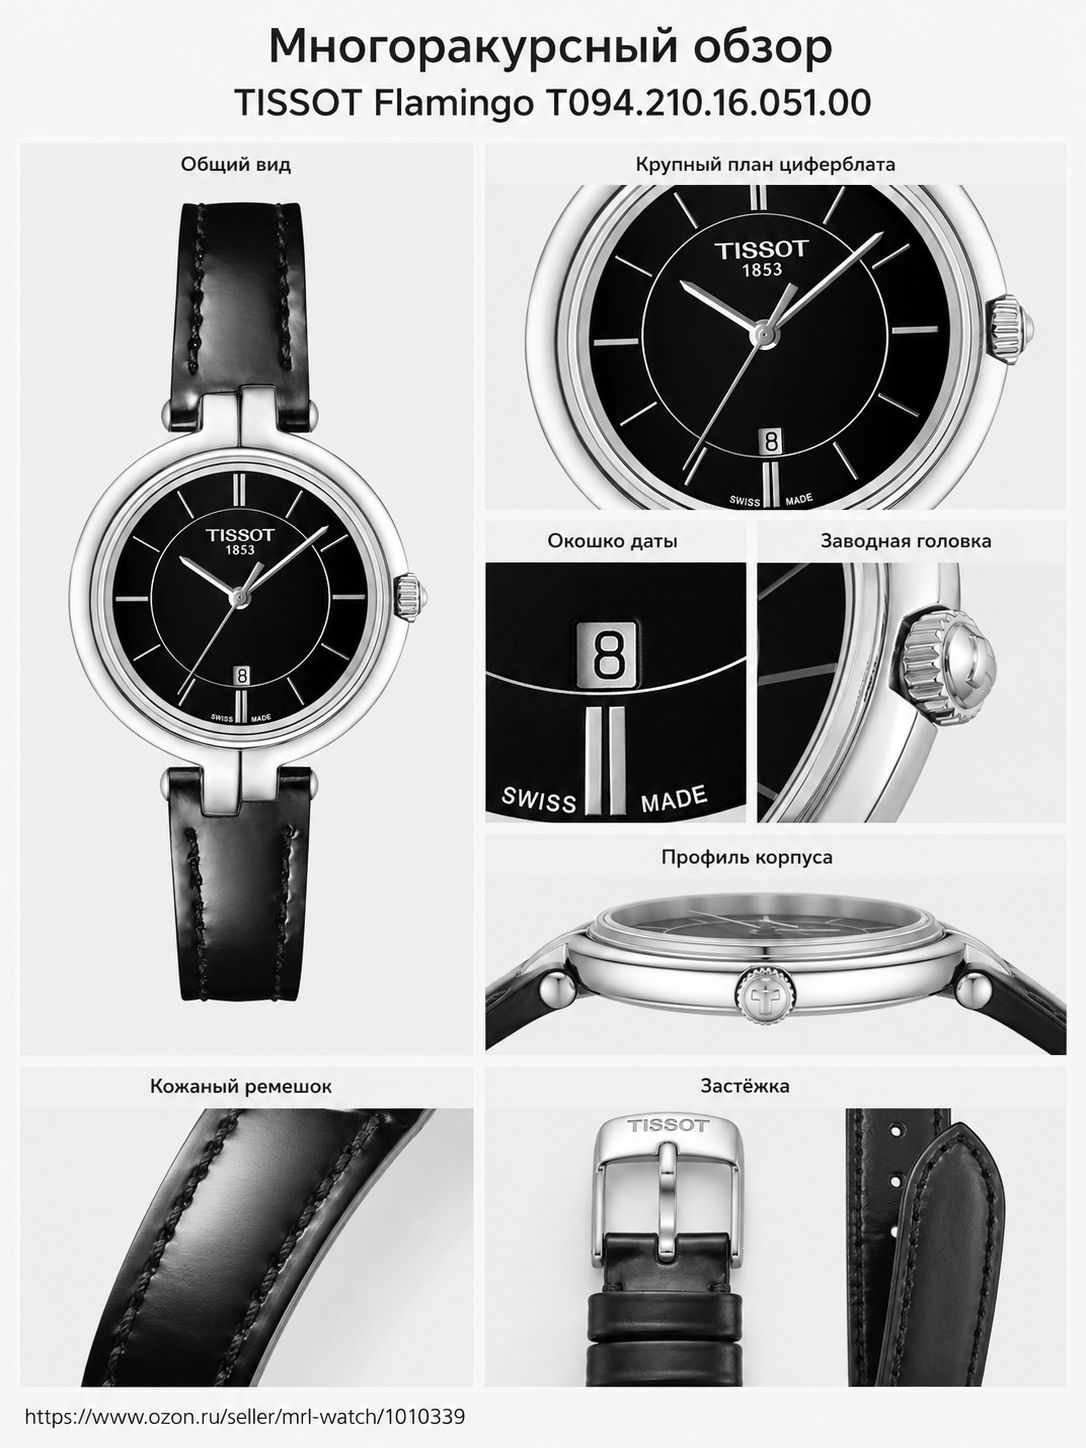 Многоракурсный обзор
TISSOT Flamingo T094.210.16.051.00
Общий вид
TISSOT
1853
8
SWISS MADE
Крупный план циферблата
TISSOT
1853
8
SWISS MADE
Окошко даты
8
SWISS MADE
Заводная головка
T
Профиль корпуса
T
Кожаный ремешок
Застёжка
TISSOT
https://www.ozon.ru/seller/mrl-watch/1010339